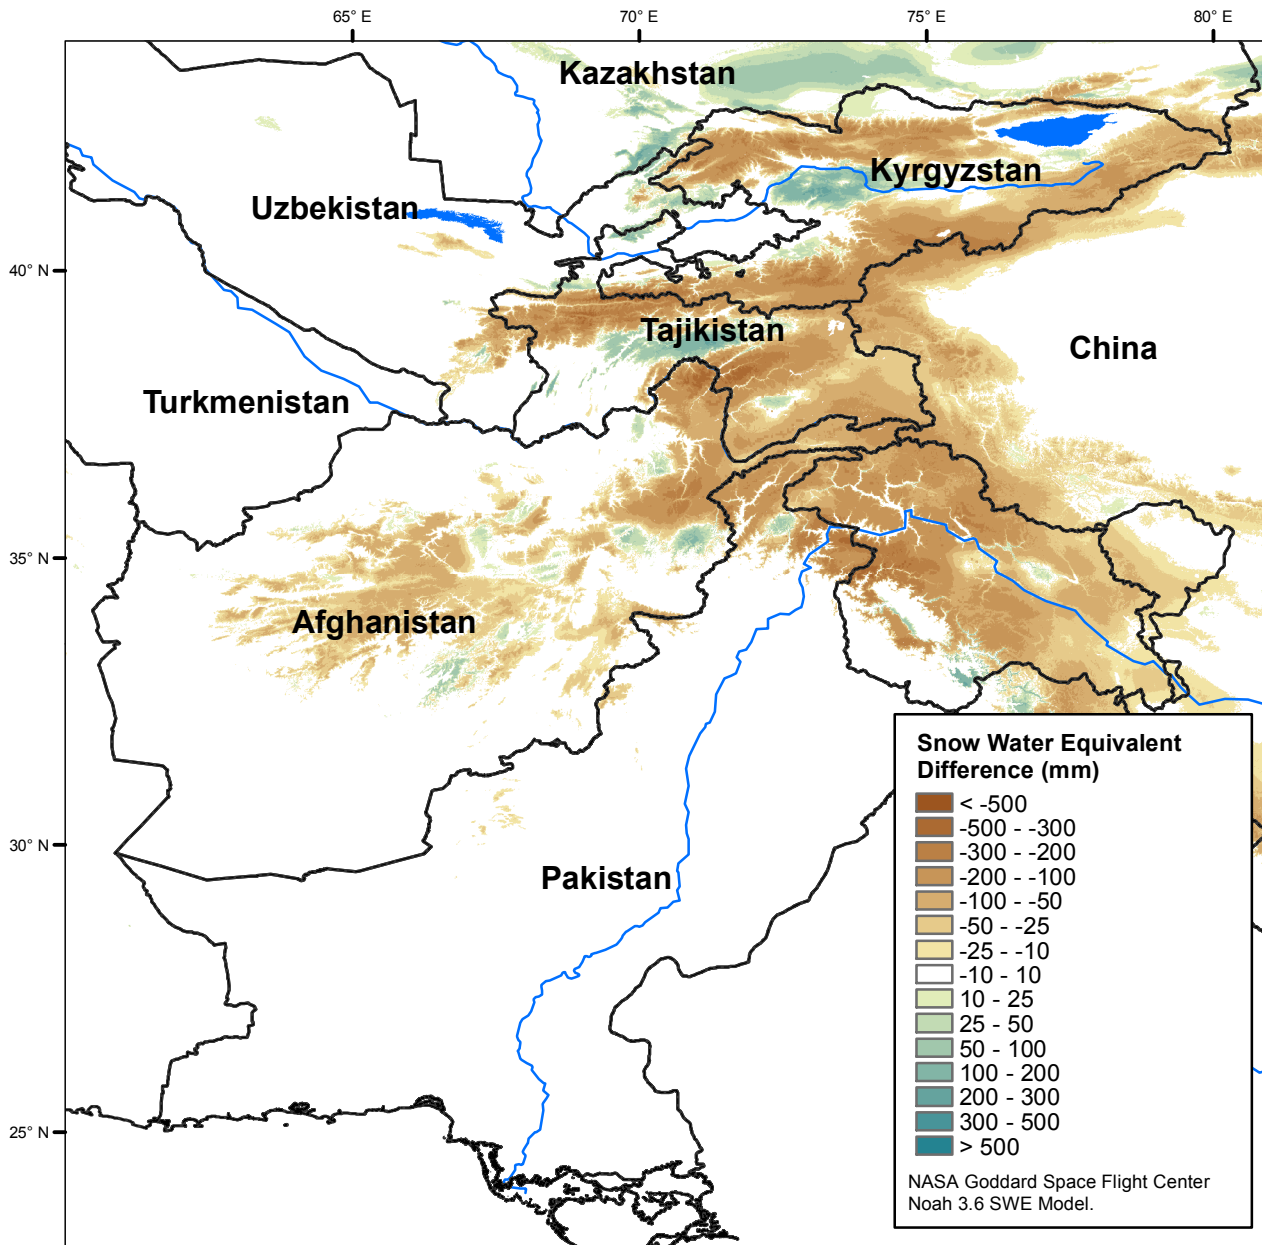 65° E
70° E
75° E
80° E
Kazakhstan
Kyrgyzstan
Uzbekistan
40° N
Tajikistan
China
Turkmenistan
35° N
Afghanistan
30° N
Pakistan
25° N
Snow Water Equivalent
Difference (mm)
< -500
-500 - -300
-300 - -200
-200 - -100
-100 - -50
-50 - -25
-25 - -10
-10 - 10
10 - 25
25 - 50
50 - 100
100 - 200
200 - 300
300 - 500
> 500
NASA Goddard Space Flight Center
Noah 3.6 SWE Model.